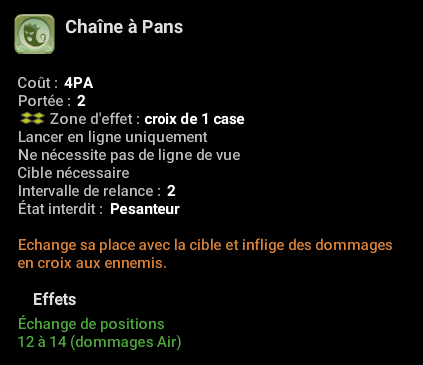 Chaîne à Pans
Coût : 4PA
Portée : 2
Zone d'effet : croix de 1 case
Lancer en ligne uniquement
Ne nécessite pas de ligne de vue
Cible nécessaire
Intervalle de relance : 2
État interdit : Pesanteur
Echange sa place avec la cible et inflige des dommages
en croix aux ennemis.
Effets
Échange de positions
12 à 14 (dommages Air)